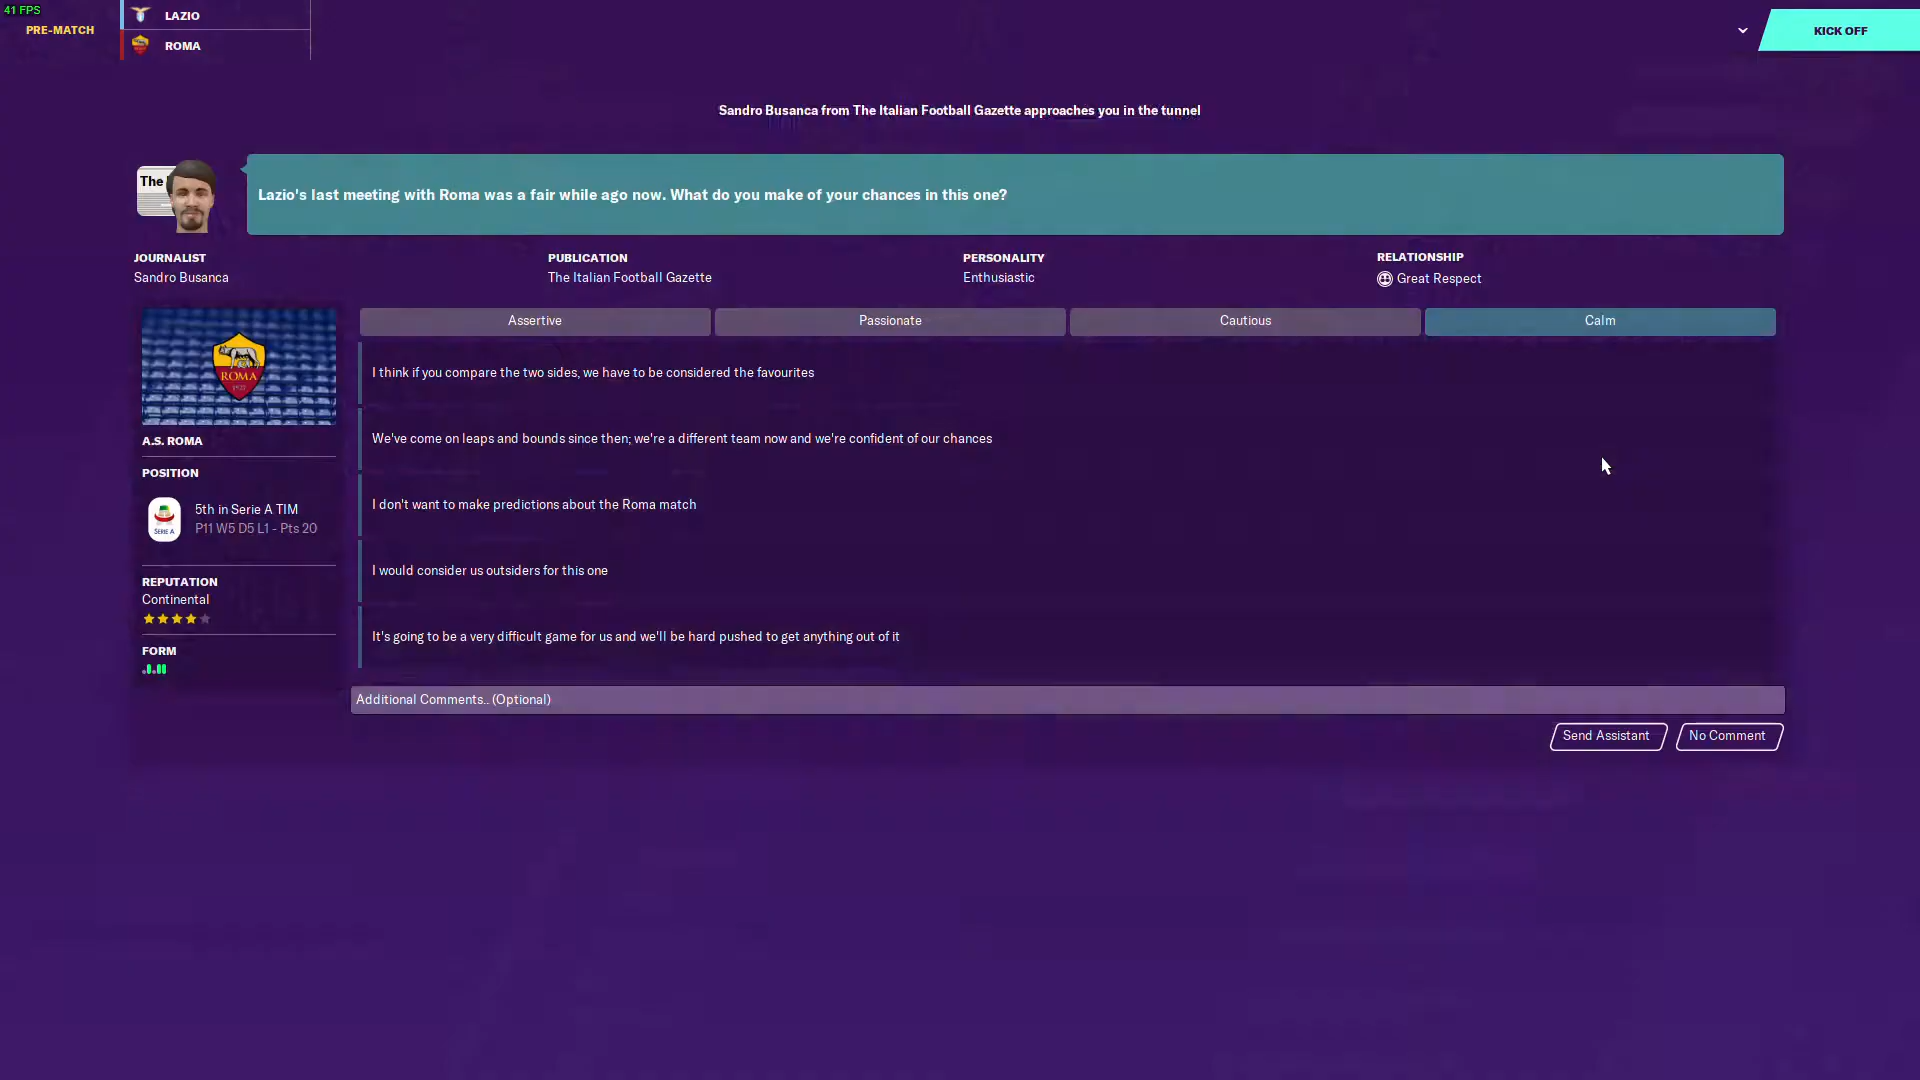 41 FPS
PRE-MATCH
LAZIO
ROMA
KICK OFF
Sandro Busanca from The Italian Football Gazette approaches you in the tunnel
The
Lazio's last meeting with Roma was a fair while ago now. What do you make of your chances in this one?
JOURNALIST
Sandro Busanca
PUBLICATION
The Italian Football Gazette
PERSONALITY
Enthusiastic
RELATIONSHIP
Great Respect
Assertive
Passionate
Cautious
Calm
I think if you compare the two sides, we have to be considered the favourites
We've come on leaps and bounds since then; we're a different team now and we're confident of our chances
I don't want to make predictions about the Roma match
I would consider us outsiders for this one
It's going to be a very difficult game for us and we'll be hard pushed to get anything out of it
ROMA
1927
A.S. ROMA
POSITION
SERIE A
5th in Serie A TIM
P11 W5 D5 L1 - Pts 20
REPUTATION
Continental
FORM
Additional Comments.. (Optional)
Send Assistant
No Comment